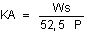 KA = Ws
52,5 P